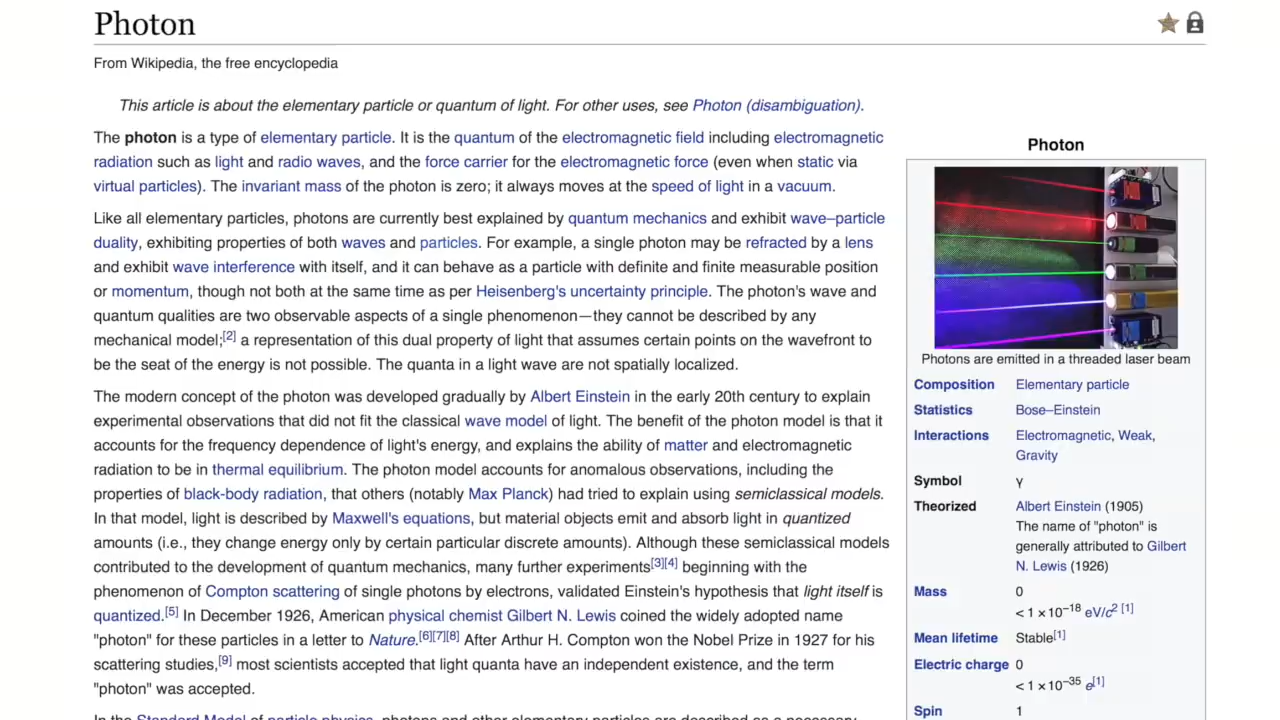 Photon
From Wikipedia, the free encyclopedia
This article is about the elementary particle or quantum of light. For other uses, see Photon (disambiguation).
The photon is a type of elementary particle. It is the quantum of the electromagnetic field including electromagnetic
radiation such as light and radio waves, and the force carrier for the electromagnetic force (even when static via
virtual particles). The invariant mass of the photon is zero; it always moves at the speed of light in a vacuum.
Like all elementary particles, photons are currently best explained by quantum mechanics and exhibit wave–particle
duality, exhibiting properties of both waves and particles. For example, a single photon may be refracted by a lens
and exhibit wave interference with itself, and it can behave as a particle with definite and finite measurable position
or momentum, though not both at the same time as per Heisenberg's uncertainty principle. The photon's wave and
quantum qualities are two observable aspects of a single phenomenon—they cannot be described by any
mechanical model;[2] a representation of this dual property of light that assumes certain points on the wavefront to
be the seat of the energy is not possible. The quanta in a light wave are not spatially localized.
The modern concept of the photon was developed gradually by Albert Einstein in the early 20th century to explain
experimental observations that did not fit the classical wave model of light. The benefit of the photon model is that it
accounts for the frequency dependence of light's energy, and explains the ability of matter and electromagnetic
radiation to be in thermal equilibrium. The photon model accounts for anomalous observations, including the
properties of black-body radiation, that others (notably Max Planck) had tried to explain using semiclassical models.
In that model, light is described by Maxwell's equations, but material objects emit and absorb light in quantized
amounts (i.e., they change energy only by certain particular discrete amounts). Although these semiclassical models
contributed to the development of quantum mechanics, many further experiments[3][4] beginning with the
phenomenon of Compton scattering of single photons by electrons, validated Einstein's hypothesis that light itself is
quantized.[5] In December 1926, American physical chemist Gilbert N. Lewis coined the widely adopted name
"photon" for these particles in a letter to Nature.[6][7][8] After Arthur H. Compton won the Nobel Prize in 1927 for his
scattering studies,[9] most scientists accepted that light quanta have an independent existence, and the term
"photon" was accepted.
In the Standard Model of particle physics, photons and other elementary particles are described as a necessary
Photon
Photons are emitted in a threaded laser beam
Composition Elementary particle
Statistics Bose–Einstein
Interactions Electromagnetic, Weak,
Gravity
Symbol γ
Theorized Albert Einstein (1905)
The name of "photon" is
generally attributed to Gilbert
N. Lewis (1926)
Mass 0
< 1 × 10⁻¹⁸ eV/c² [1]
Mean lifetime Stable[1]
Electric charge 0
< 1 × 10⁻³⁵ e[1]
Spin 1